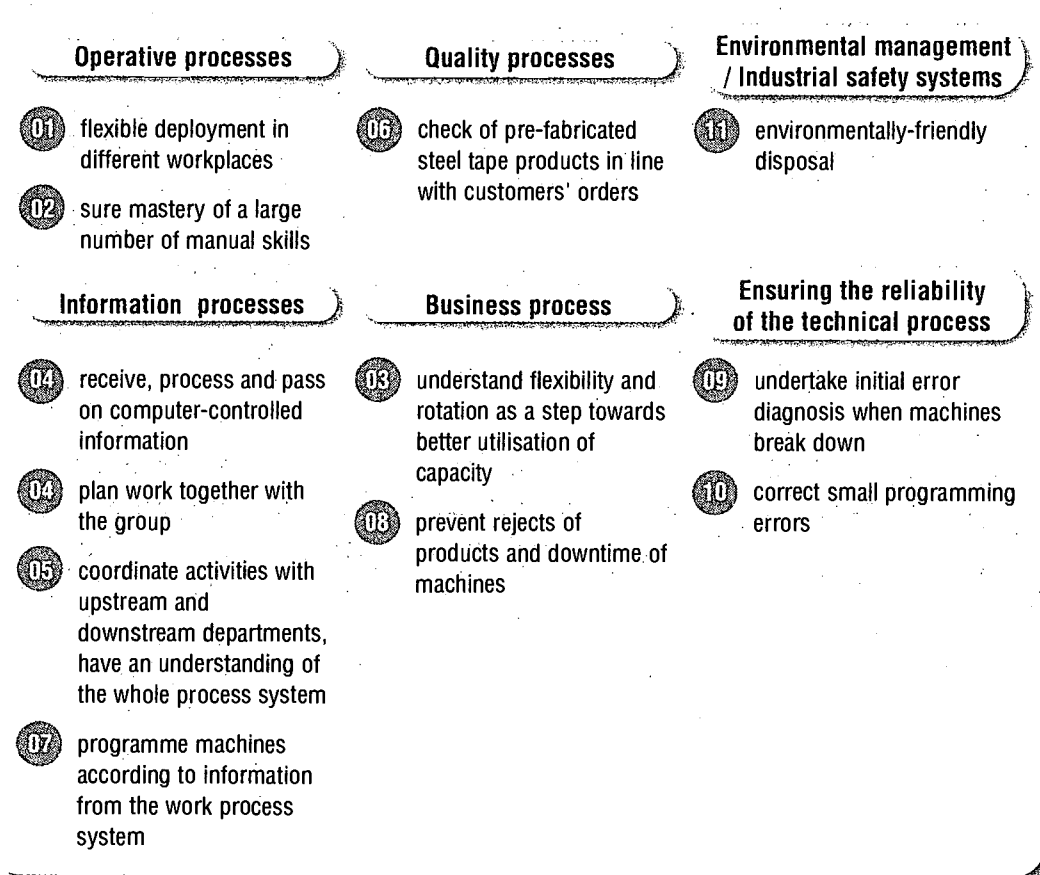 Operative processes
01 flexible deployment in
different workplaces
02 sure mastery of a large
number of manual skills
Quality processes
06 check of pre-fabricated
steel tape products in line
with customers' orders
Environmental management
/ Industrial safety systems
11 environmentally-friendly
disposal
Information processes
04 receive, process and pass
on computer-controlled
information
04 plan work together with
the group
05 coordinate activities with
upstream and
downstream departments,
have an understanding of
the whole process system
07 programme machines
according to information
from the work process
system
Business process
03 understand flexibility and
rotation as a step towards
better utilisation of
capacity
08 prevent rejects of
products and downtime of
machines
Ensuring the reliability
of the technical process
09 undertake initial error
diagnosis when machines
break down
10 correct small programming
errors